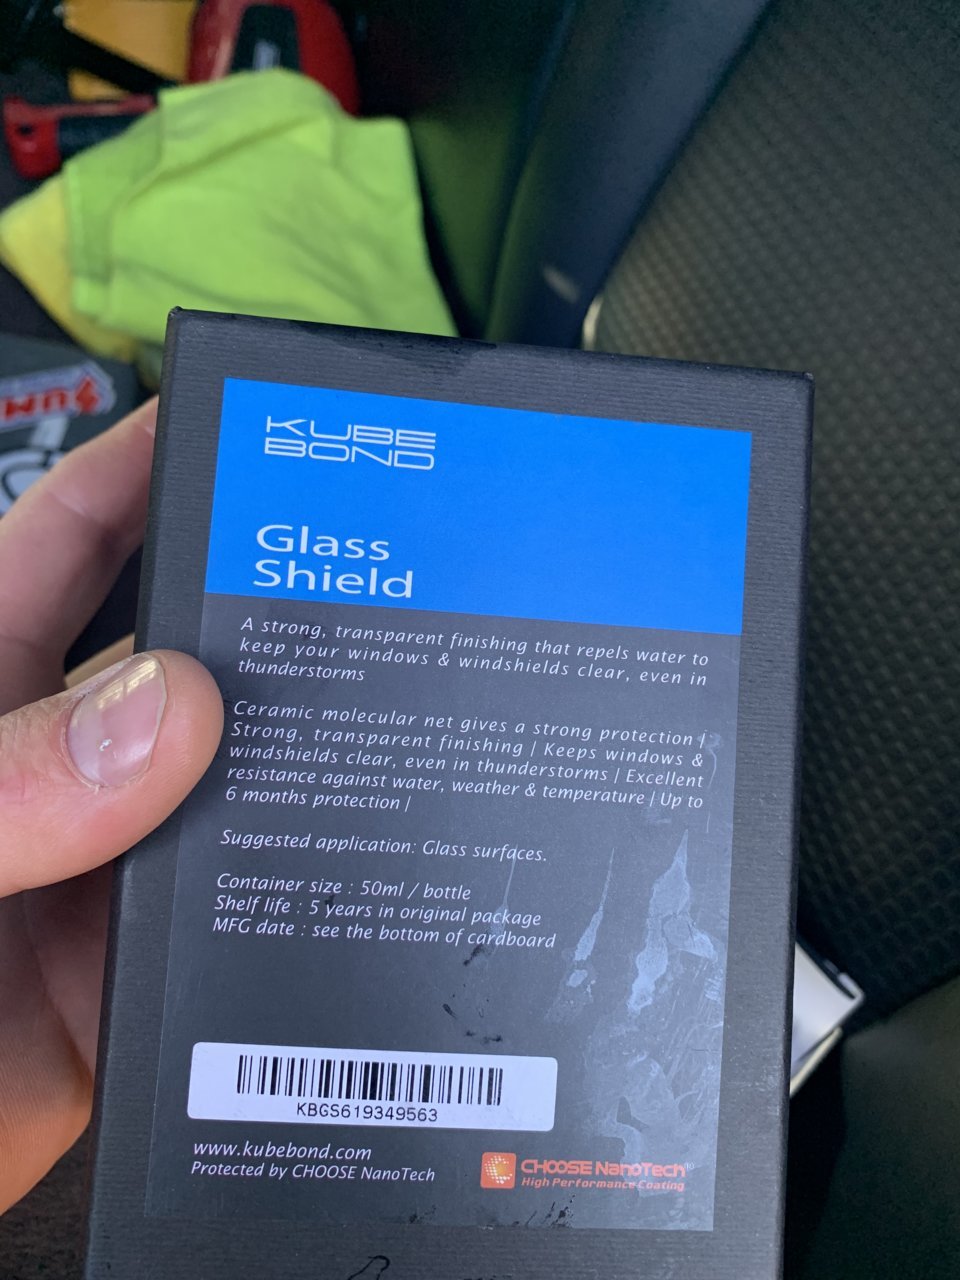 KUBE
BOND
Glass
Shield
A strong, transparent finishing that repels water to
keep your windows & windshields clear, even in
thunderstorms
Ceramic molecular net gives a strong protection |
Strong, transparent finishing | Keeps windows &
windshields clear, even in thunderstorms | Excellent
resistance against water, weather & temperature | Up to
6 months protection |
Suggested application: Glass surfaces.
Container size : 50ml / bottle
Shelf life : 5 years in original package
MFG date : see the bottom of cardboard
KBGS619349563
www.kubebond.com
Protected by CHOOSE NanoTech
CHOOSE NanoTech®
High Performance Coating